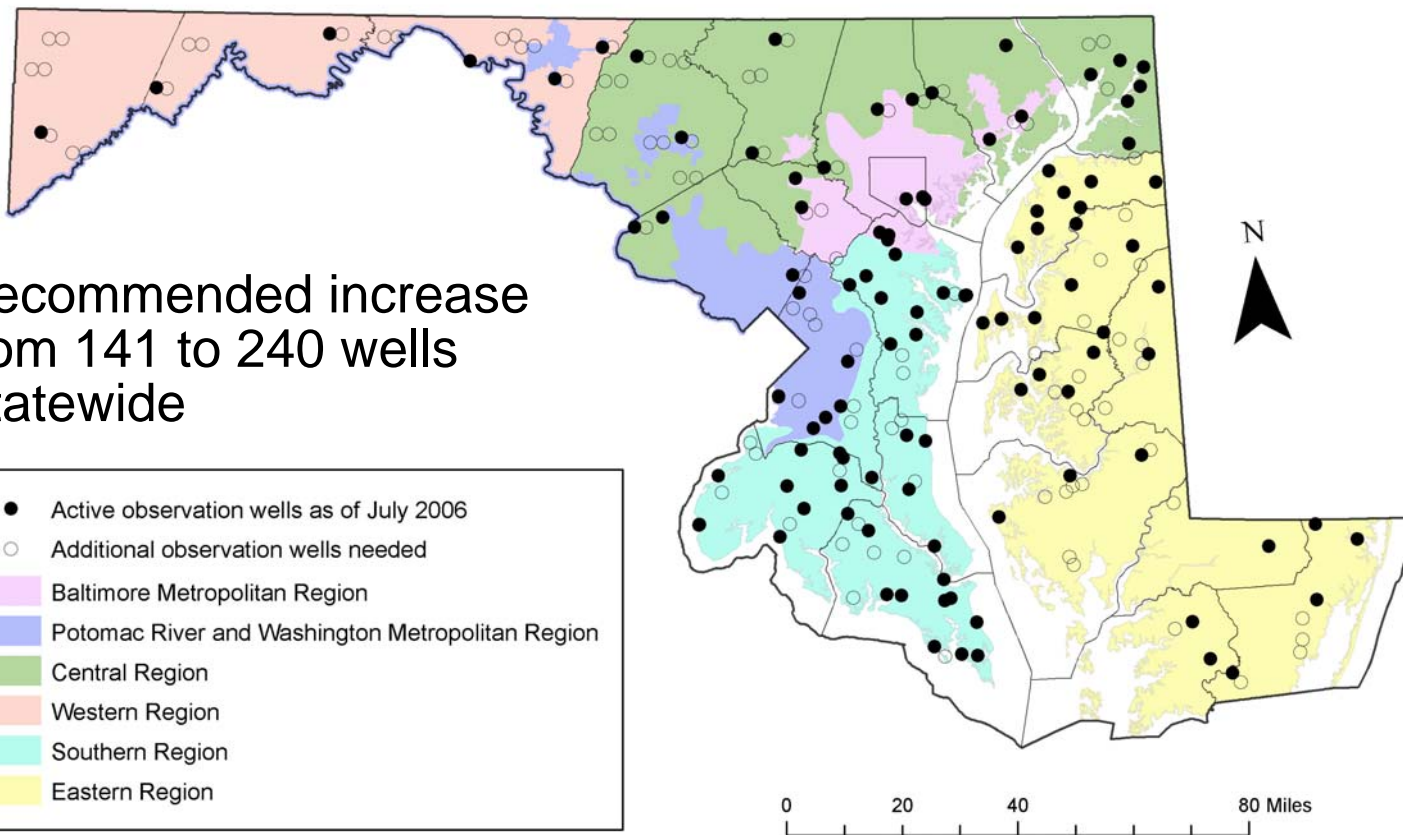 N
ecommended increase
om 141 to 240 wells
tatewide
Active observation wells as of July 2006
Additional observation wells needed
Baltimore Metropolitan Region
Potomac River and Washington Metropolitan Region
Central Region
Western Region
Southern Region
Eastern Region
0 20 40 80 Miles